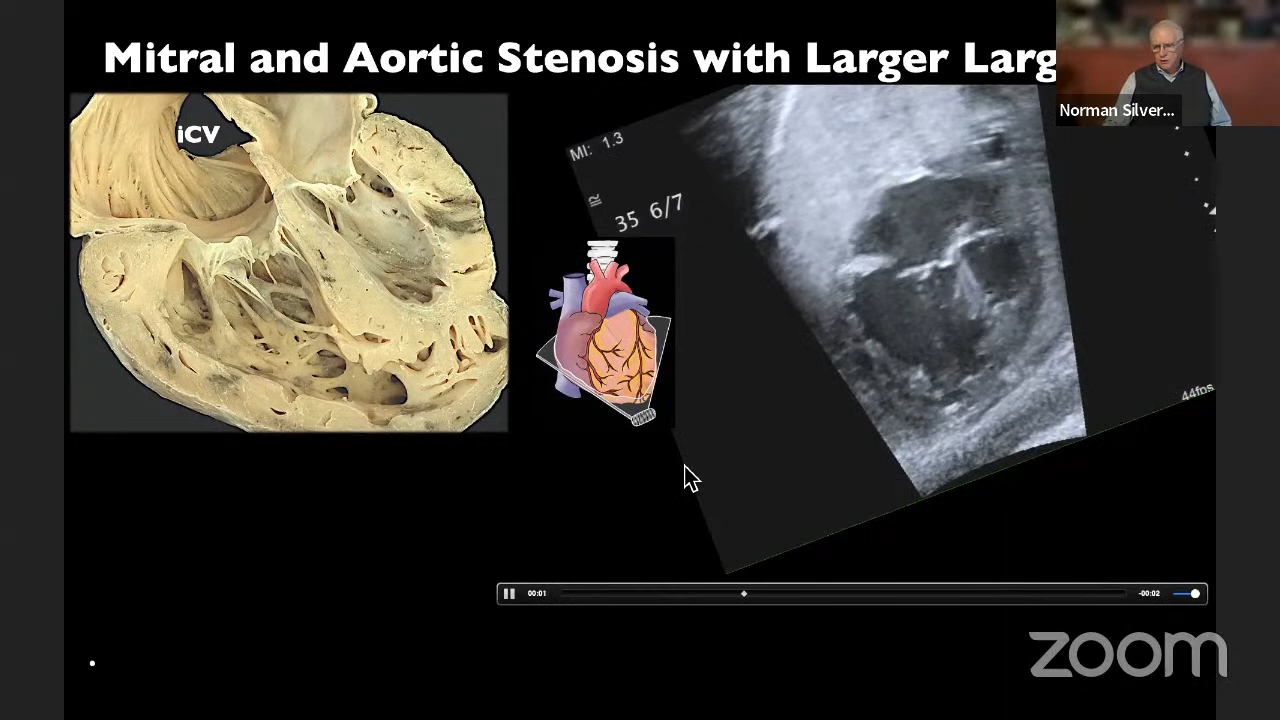 Mitral and Aortic Stenosis with Larger Larg
Norman Silver...
iCV
MI: 1.3
≅
35 6/7
44fps
00:01
-00:02
zoom